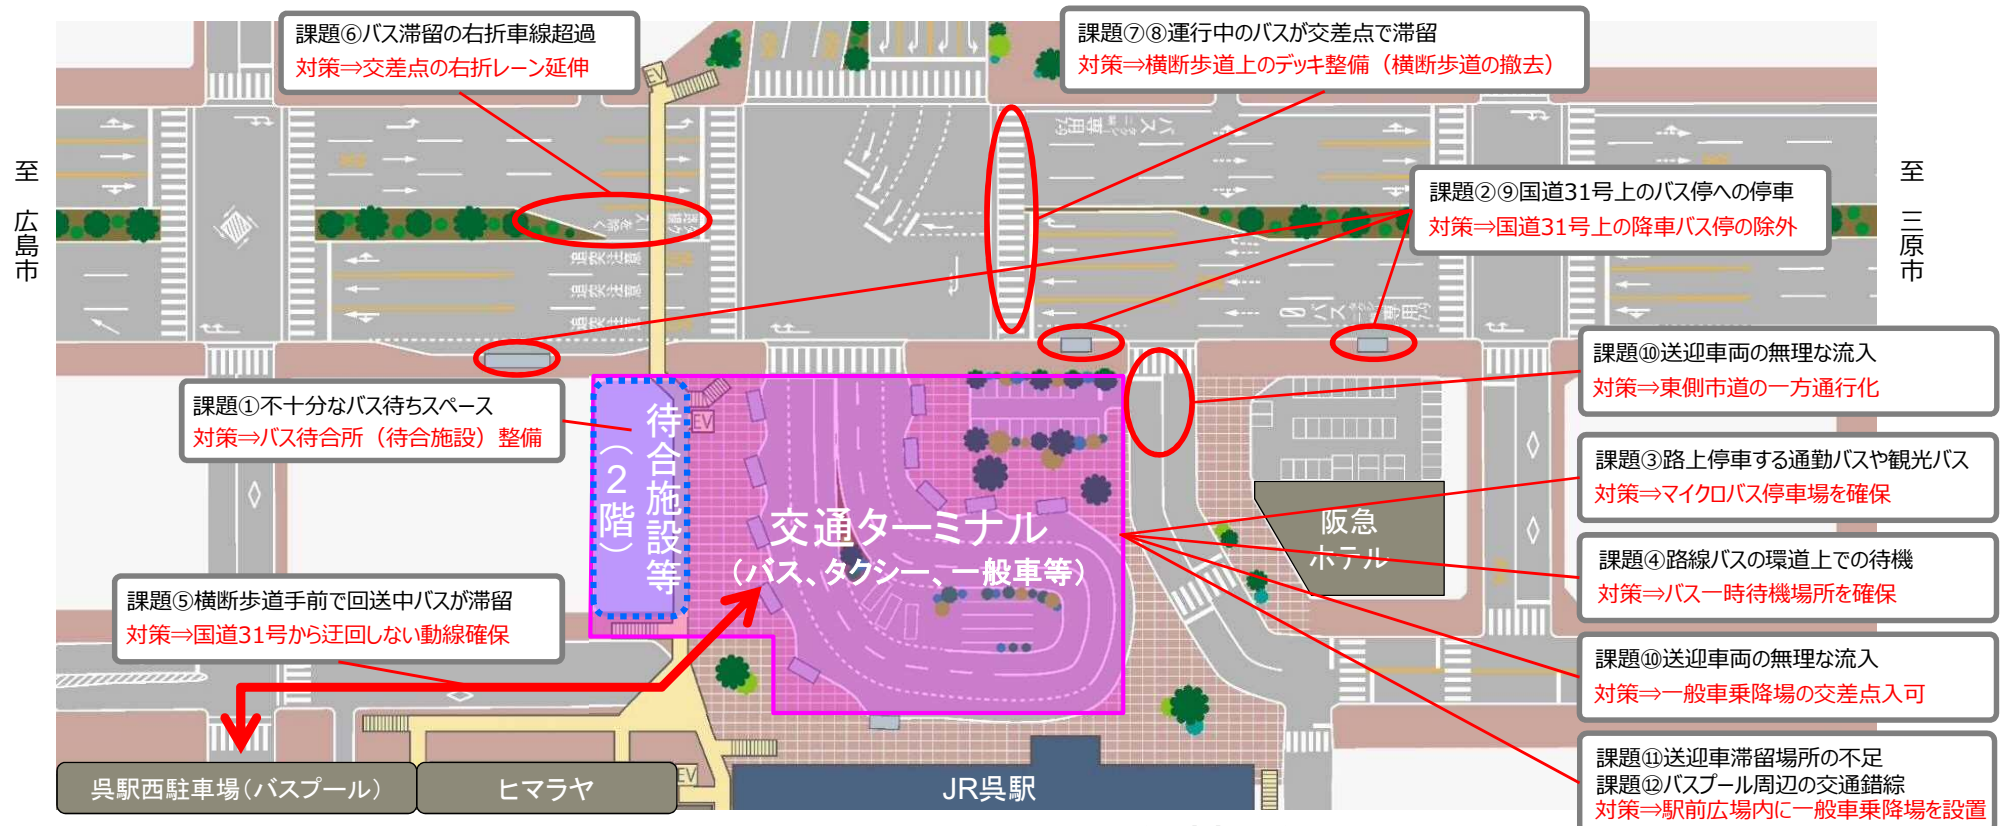 課題⑥バス滞留の右折車線超過
対策⇒交差点の右折レーン延伸
課題⑦⑧運行中のバスが交差点で滞留
対策⇒横断歩道上のデッキ整備（横断歩道の撤去）
EV
至 広島市
至 三原市
課題②⑨国道31号上のバス停への停車
対策⇒国道31号上の降車バス停の除外
追突注意
追突注意
追突注意
課題⑩送迎車両の無理な流入
対策⇒東側市道の一方通行化
課題①不十分なバス待ちスペース
対策⇒バス待合所（待合施設）整備
待合施設等
（2階）
EV
課題③路上停車する通勤バスや観光バス
対策⇒マイクロバス停車場を確保
交通ターミナル
（バス、タクシー、一般車等）
阪急
ホテル
課題④路線バスの環道上での待機
対策⇒バス一時待機場所を確保
課題⑤横断歩道手前で回送中バスが滞留
対策⇒国道31号から迂回しない動線確保
課題⑩送迎車両の無理な流入
対策⇒一般車乗降場の交差点入可
課題⑪送迎車滞留場所の不足
課題⑫バスプール周辺の交通錯綜
対策⇒駅前広場内に一般車乗降場を設置
呉駅西駐車場（バスプール）
ヒマラヤ
EV
JR呉駅